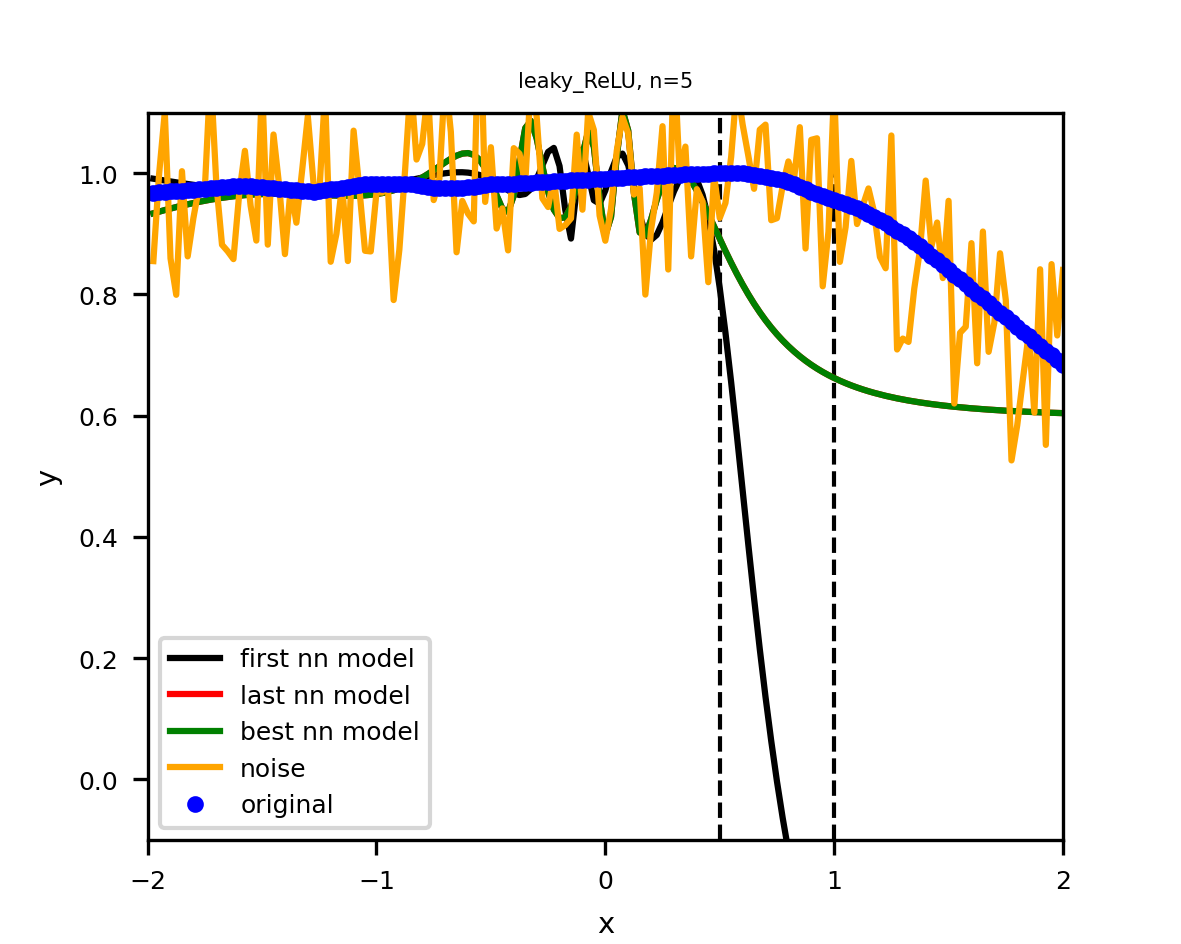 leaky_ReLU, n=5
1.0
0.8
0.6
0.4
0.2
0.0
y
first nn model
last nn model
best nn model
noise
original
−2
−1
0
1
2
x